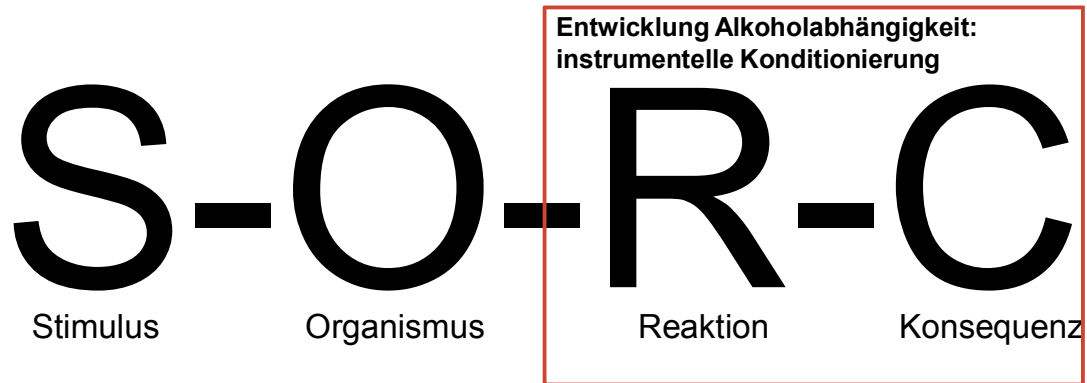 Entwicklung Alkoholabhängigkeit:
instrumentelle Konditionierung
S-O-R-C
Stimulus Organismus Reaktion Konsequenz